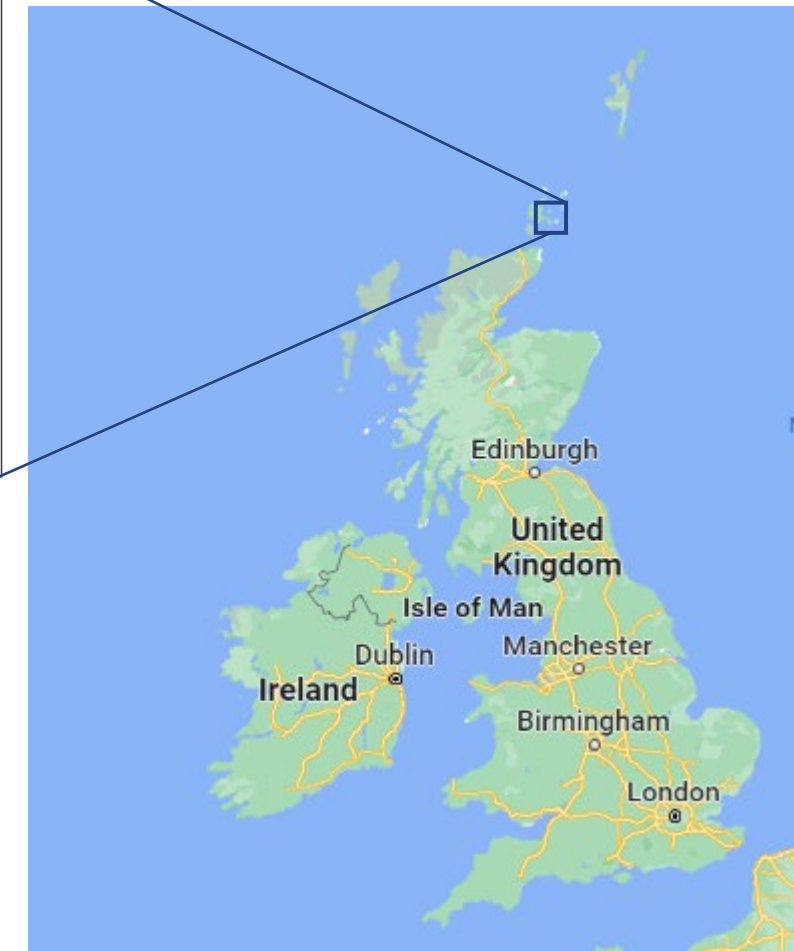 Edinburgh
United
Kingdom
Isle of Man
Manchester
Dublin
Ireland
Birmingham
London